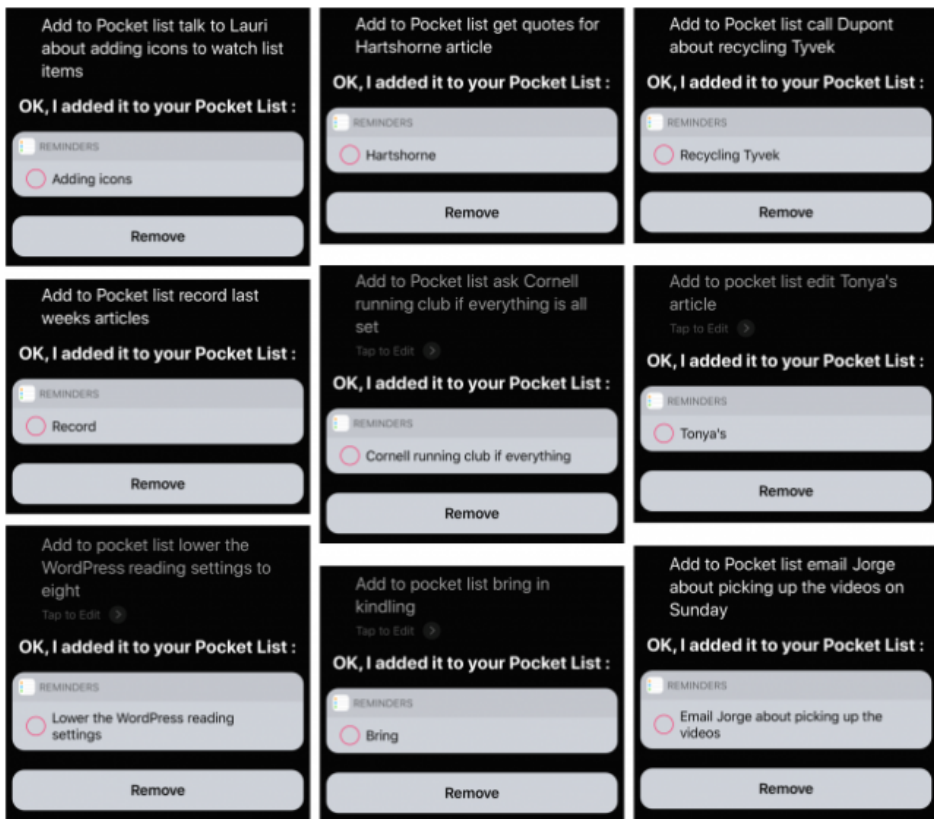 Add to Pocket list talk to Lauri
about adding icons to watch list
items
OK, I added it to your Pocket List :
REMINDERS
Adding icons
Remove
Add to Pocket list get quotes for
Hartshorne article
OK, I added it to your Pocket List :
REMINDERS
Hartshorne
Remove
Add to Pocket list call Dupont
about recycling Tyvek
OK, I added it to your Pocket List :
REMINDERS
Recycling Tyvek
Remove
Add to Pocket list record last
weeks articles
OK, I added it to your Pocket List :
REMINDERS
Record
Remove
Add to Pocket list ask Cornell
running club if everything is all
set
Tap to Edit
OK, I added it to your Pocket List :
REMINDERS
Cornell running club if everything
Remove
Add to pocket list edit Tonya's
article
Tap to Edit
OK, I added it to your Pocket List :
REMINDERS
Tonya's
Remove
Add to pocket list lower the
WordPress reading settings to
eight
Tap to Edit
OK, I added it to your Pocket List :
REMINDERS
Lower the WordPress reading
settings
Remove
Add to pocket list bring in
kindling
Tap to Edit
OK, I added it to your Pocket List :
REMINDERS
Bring
Remove
Add to Pocket list email Jorge
about picking up the videos on
Sunday
OK, I added it to your Pocket List :
REMINDERS
Email Jorge about picking up the
videos
Remove